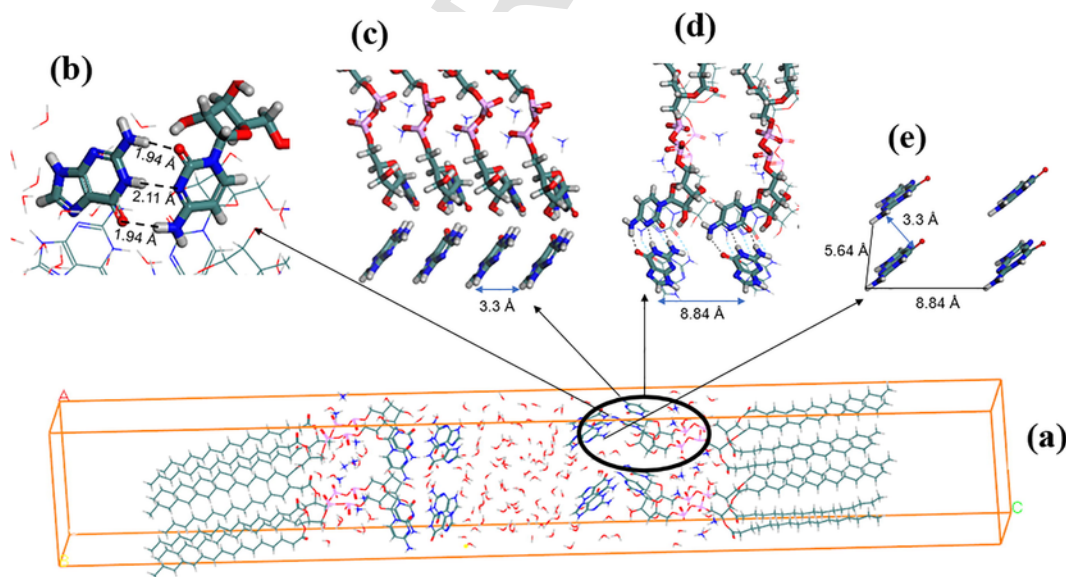 (c)
(d)
(b)
(e)
1.94 Å
2.11 Å
1.94 Å
3.3 Å
8.84 Å
3.3 Å
5.64 Å
8.84 Å
A
(a)
C